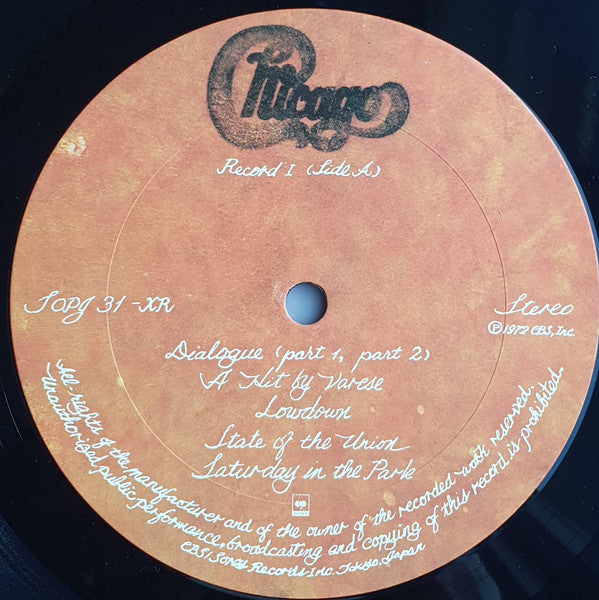 Chicago
Record I (Side A)
SOPJ 31-XR
Stereo
Ⓟ1972 CBS, Inc.
Dialogue (part 1, part 2)
A Hit by Varese
Lowdown
State of the Union
Saturday in the Park
All rights of the manufacturer and of the owner of the recorded work reserved.
Unauthorized public performance, broadcasting and copying of this record is prohibited.
CBS/Sony Records Inc. Tokyo, Japan